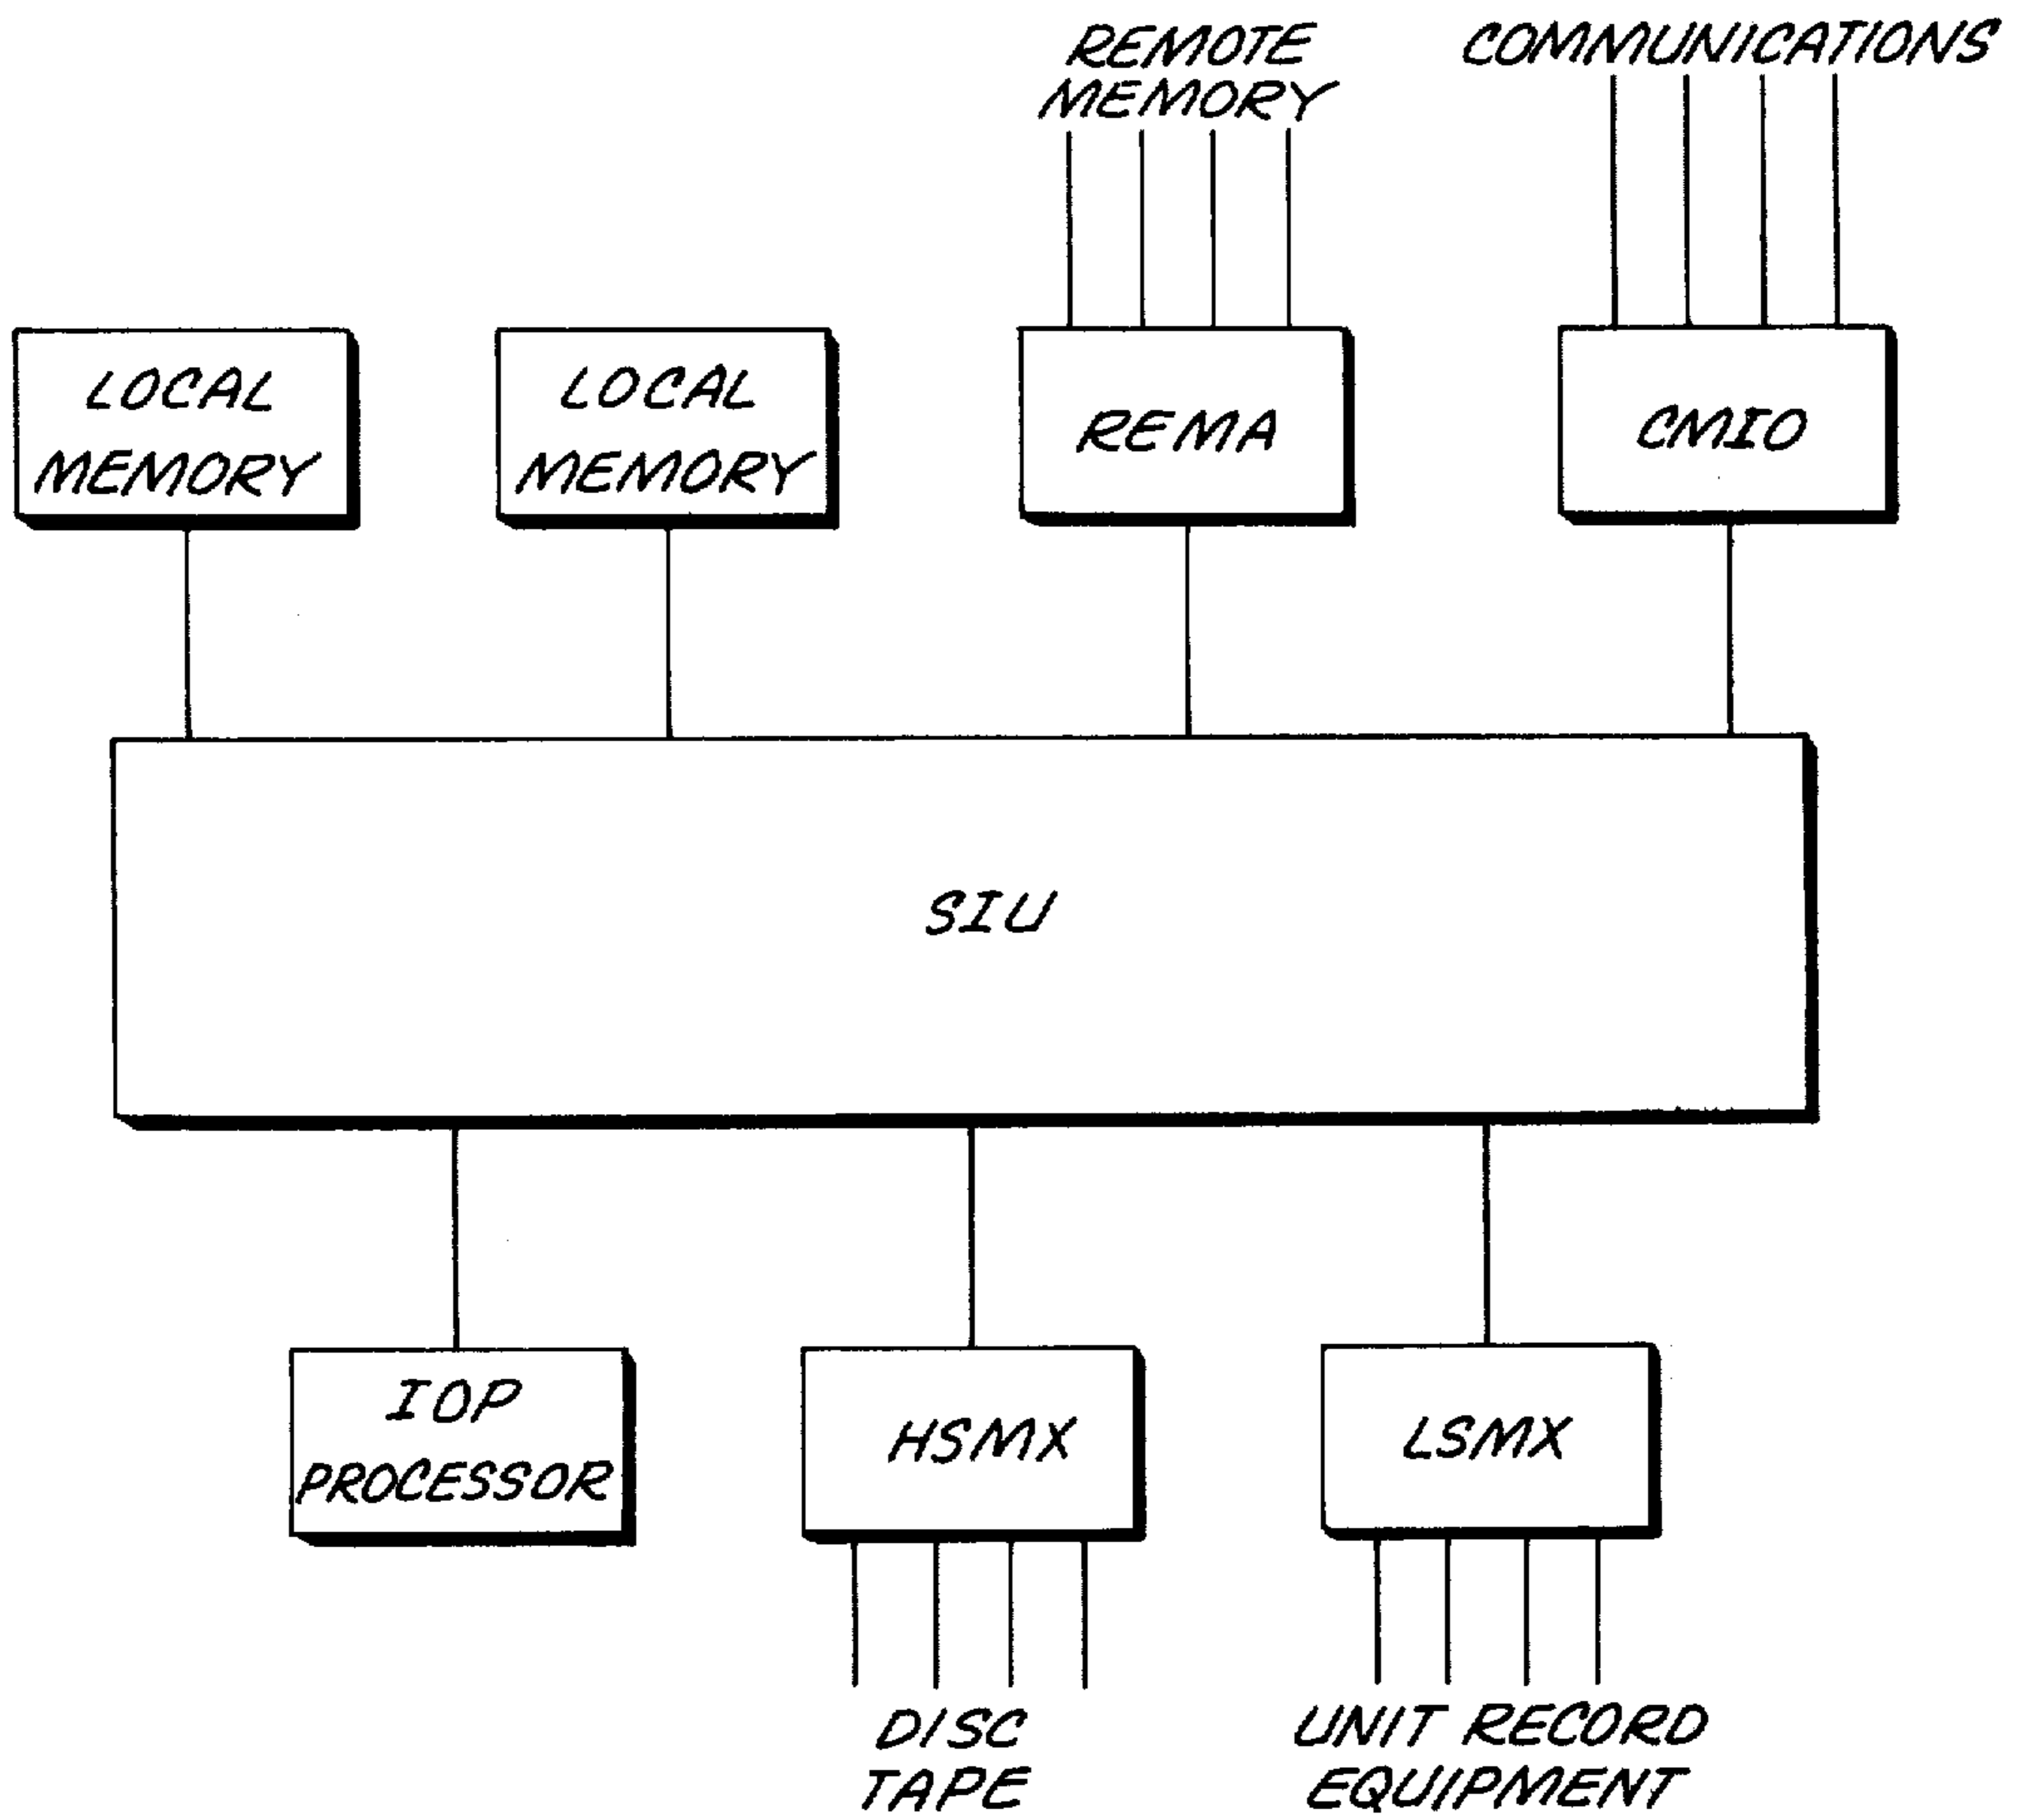 REMOTE
MEMORY
COMMUNICATIONS
LOCAL
MEMORY
LOCAL
MEMORY
REMA
CMIO
SIU
IOP
PROCESSOR
HSMX
LSMX
DISC
TAPE
UNIT RECORD
EQUIPMENT